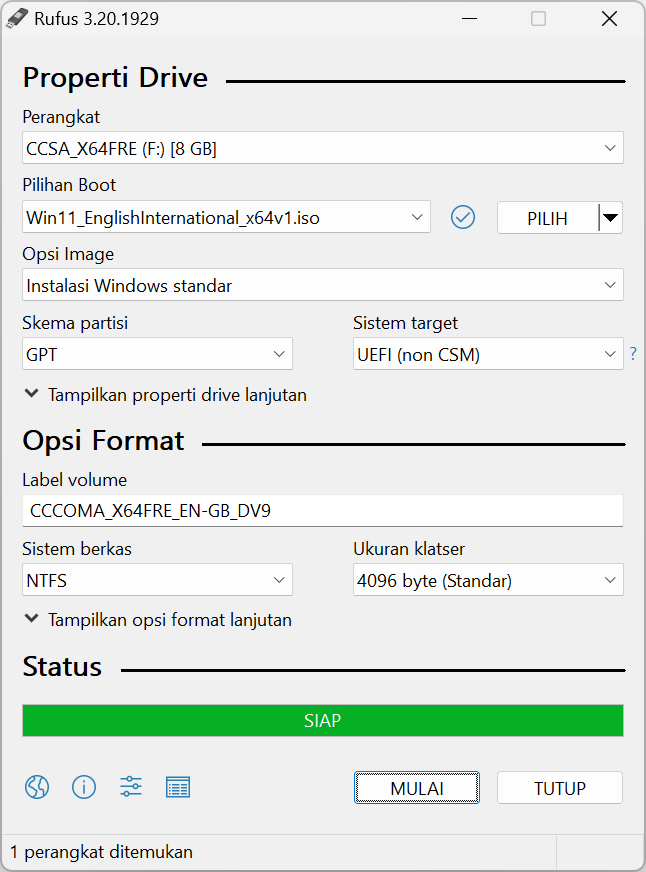 Rufus 3.20.1929
Properti Drive
Perangkat
CCSA_X64FRE (F:) [8 GB]
Pilihan Boot
Win11_EnglishInternational_x64v1.iso
PILIH
Opsi Image
Instalasi Windows standar
Skema partisi
Sistem target
GPT
UEFI (non CSM)
?
Tampilkan properti drive lanjutan
Opsi Format
Label volume
CCCOMA_X64FRE_EN-GB_DV9
Sistem berkas
Ukuran klatser
NTFS
4096 byte (Standar)
Tampilkan opsi format lanjutan
Status
SIAP
MULAI
TUTUP
1 perangkat ditemukan